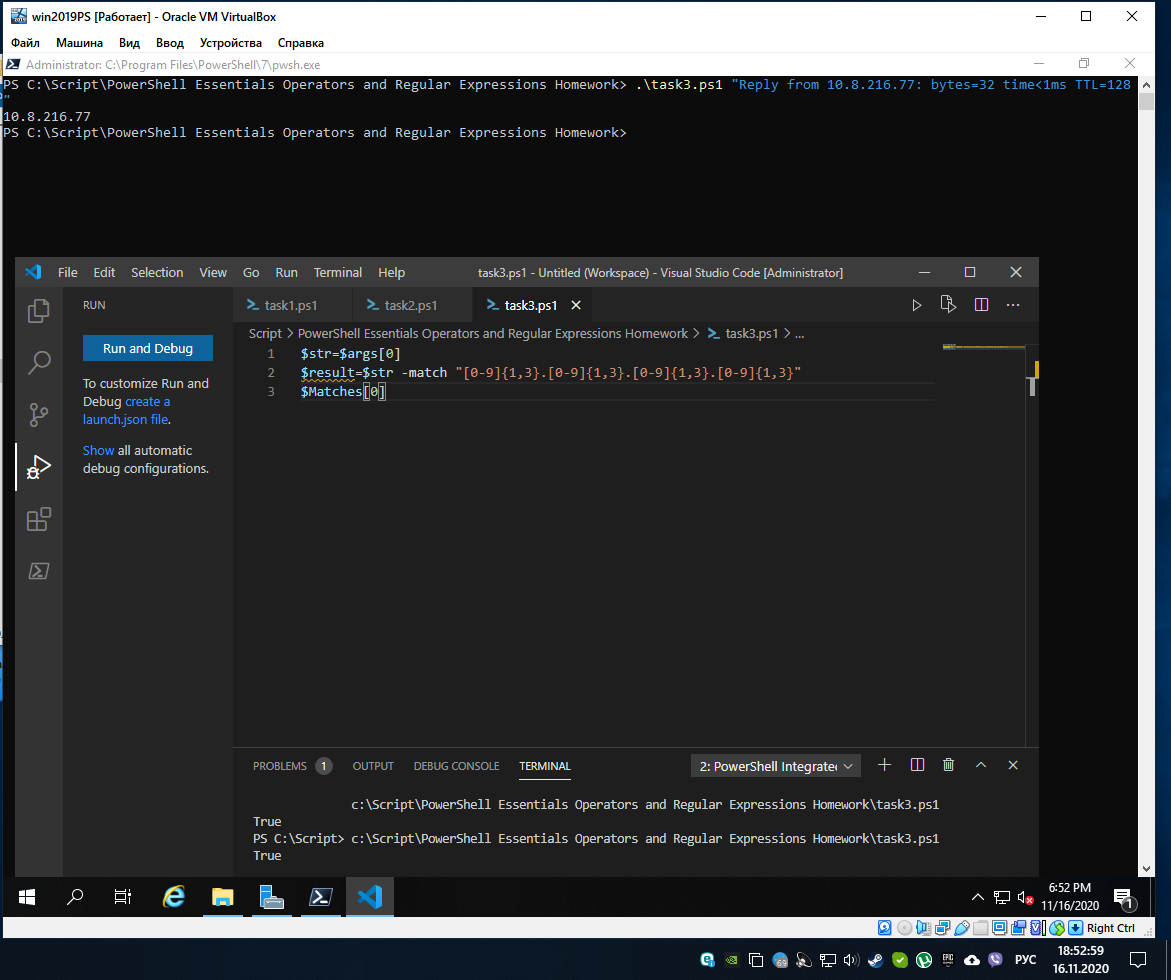 win2019PS [Работает] - Oracle VM VirtualBox
Файл Машина Вид Ввод Устройства Справка
Administrator: C:\Program Files\PowerShell\7\pwsh.exe
PS C:\Script\PowerShell Essentials Operators and Regular Expressions Homework> .\task3.ps1 "Reply from 10.8.216.77: bytes=32 time<1ms TTL=128
"
10.8.216.77
PS C:\Script\PowerShell Essentials Operators and Regular Expressions Homework>
File Edit Selection View Go Run Terminal Help task3.ps1 - Untitled (Workspace) - Visual Studio Code [Administrator]
RUN
task1.ps1 task2.ps1 task3.ps1
Script > PowerShell Essentials Operators and Regular Expressions Homework > task3.ps1 > ...
Run and Debug
To customize Run and
Debug create a
launch.json file.
Show all automatic
debug configurations.
1 $str=$args[0]
2 $result=$str -match "[0-9]{1,3}.[0-9]{1,3}.[0-9]{1,3}.[0-9]{1,3}"
3 $Matches[0]
PROBLEMS 1 OUTPUT DEBUG CONSOLE TERMINAL 2: PowerShell Integrate
c:\Script\PowerShell Essentials Operators and Regular Expressions Homework\task3.ps1
True
PS C:\Script> c:\Script\PowerShell Essentials Operators and Regular Expressions Homework\task3.ps1
True
6:52 PM
11/16/2020
1
Right Ctrl
69
EPIC
РУС
18:52:59
16.11.2020